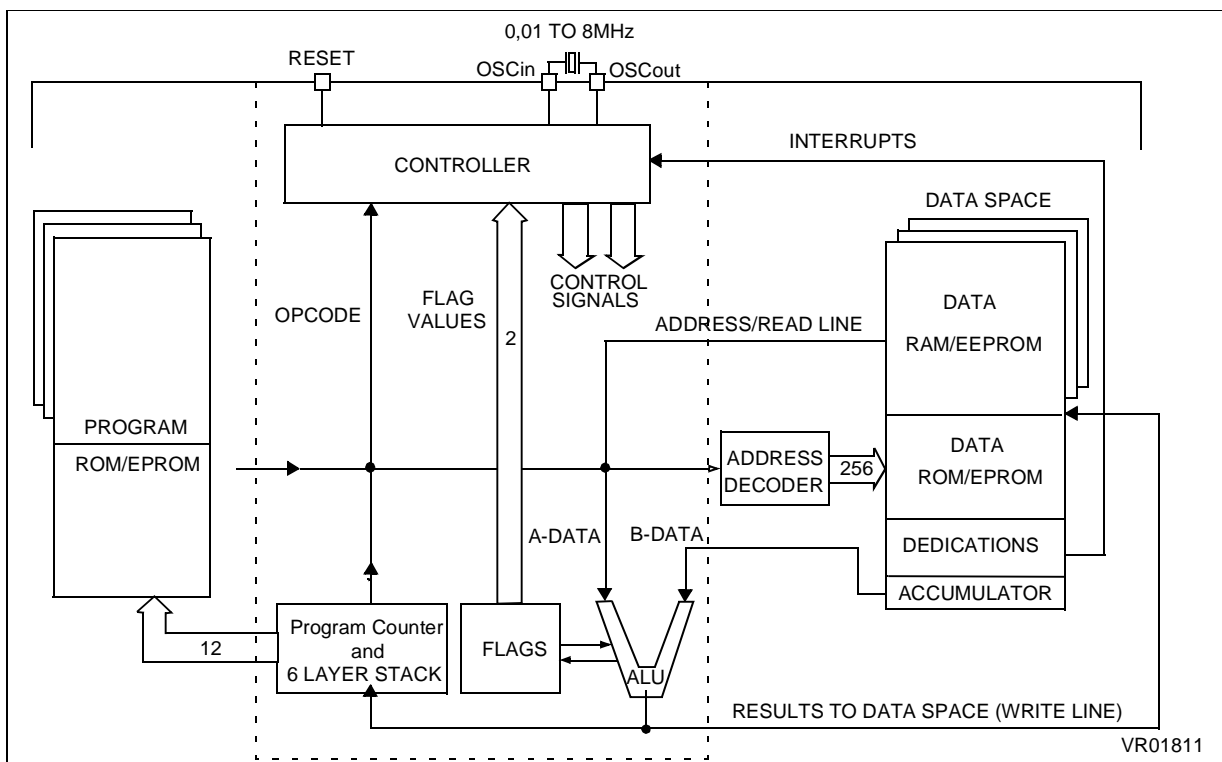 0,01 TO 8MHz
RESET
OSCin
OSCout
INTERRUPTS
CONTROLLER
DATA SPACE
OPCODE
FLAG
VALUES
2
CONTROL
SIGNALS
ADDRESS/READ LINE
DATA
RAM/EEPROM
PROGRAM
ROM/EPROM
ADDRESS
DECODER
256
DATA
ROM/EPROM
A-DATA
B-DATA
DEDICATIONS
ACCUMULATOR
12
Program Counter
and
6 LAYER STACK
FLAGS
ALU
RESULTS TO DATA SPACE (WRITE LINE)
VR01811